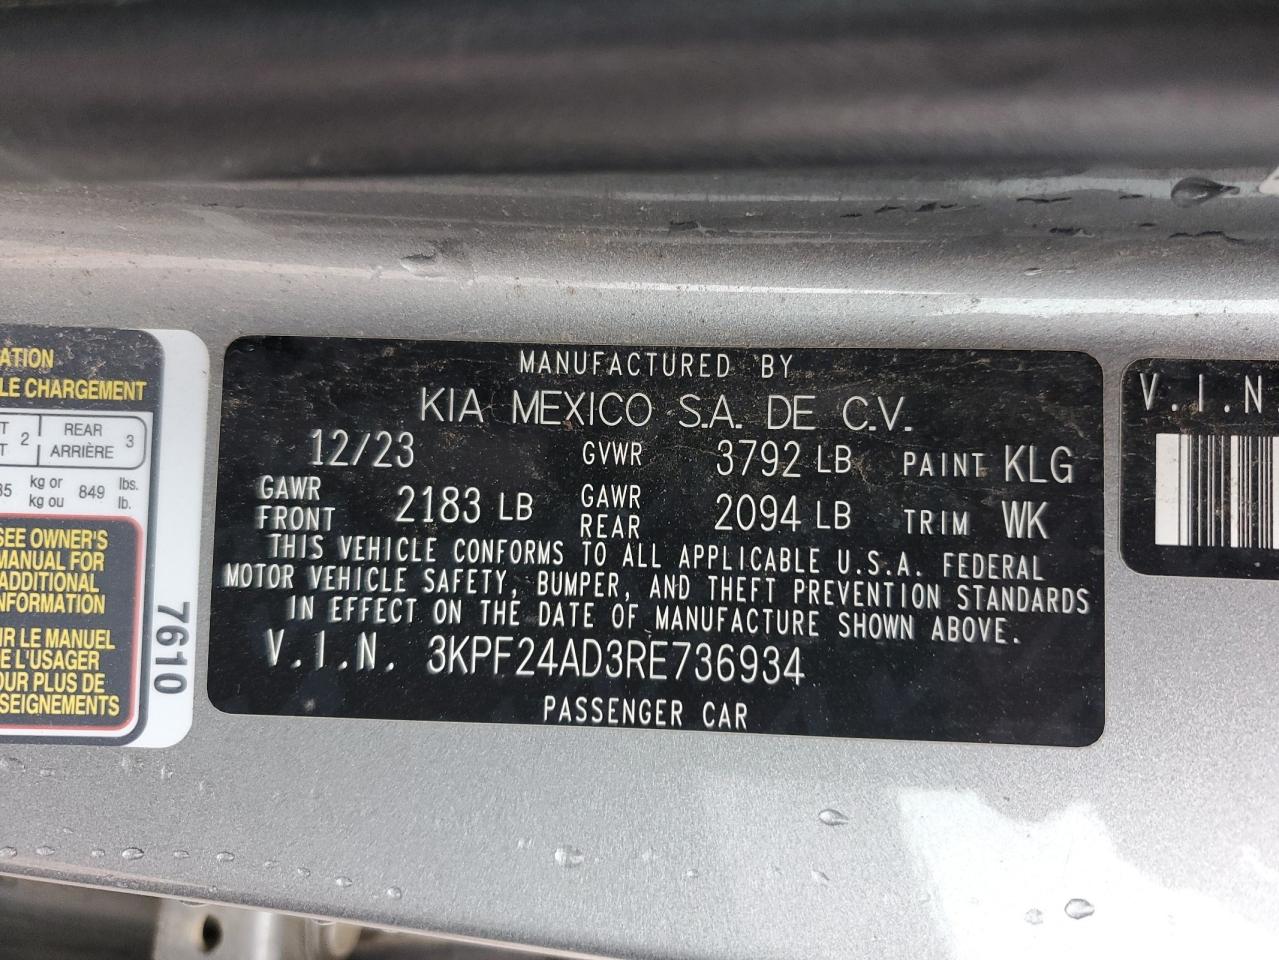 ATION
LE CHARGEMENT
2 REAR 3
ARRIÈRE
kg or 849 lbs.
kg ou lb.
SEE OWNER'S
MANUAL FOR
ADDITIONAL
INFORMATION
LE MANUEL
L'USAGER
PLUS DE
SEIGNEMENTS
7610
MANUFACTURED BY
KIA MEXICO S.A. DE C.V.
12/23 GVWR 3792 LB PAINT KLG
GAWR FRONT 2183 LB GAWR REAR 2094 LB TRIM WK
THIS VEHICLE CONFORMS TO ALL APPLICABLE U.S.A. FEDERAL
MOTOR VEHICLE SAFETY, BUMPER, AND THEFT PREVENTION STANDARDS
IN EFFECT ON THE DATE OF MANUFACTURE SHOWN ABOVE.
V.I.N. 3KPF24AD3RE736934
PASSENGER CAR
V.I.N